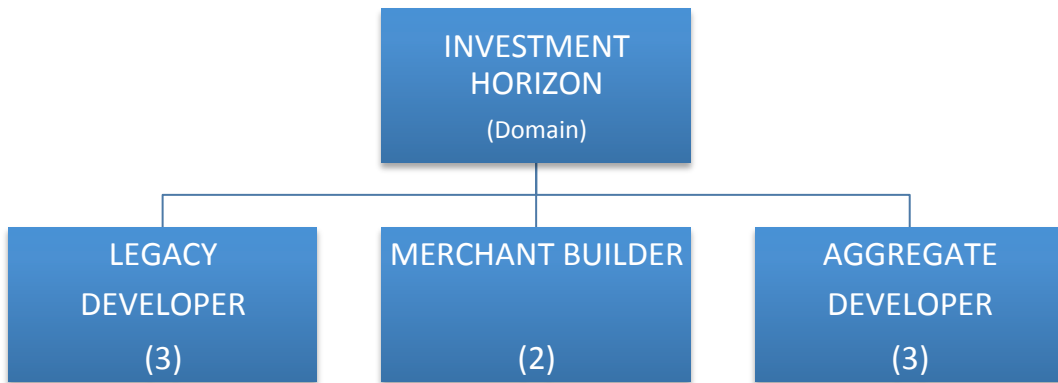 INVESTMENT
HORIZON
(Domain)
LEGACY
DEVELOPER
(3)
MERCHANT BUILDER
(2)
AGGREGATE
DEVELOPER
(3)